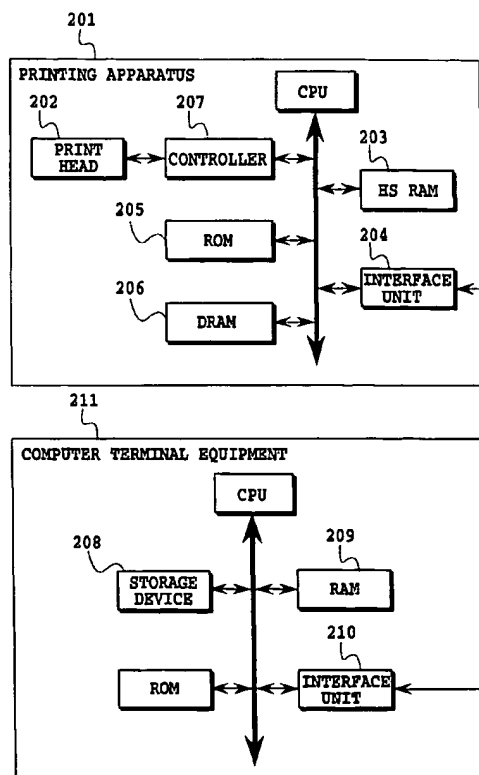 201
PRINTING APPARATUS
CPU
202
207
PRINT
HEAD
CONTROLLER
203
HS RAM
205
ROM
204
INTERFACE
UNIT
206
DRAM
211
COMPUTER TERMINAL EQUIPMENT
CPU
208
STORAGE
DEVICE
209
RAM
210
ROM
INTERFACE
UNIT